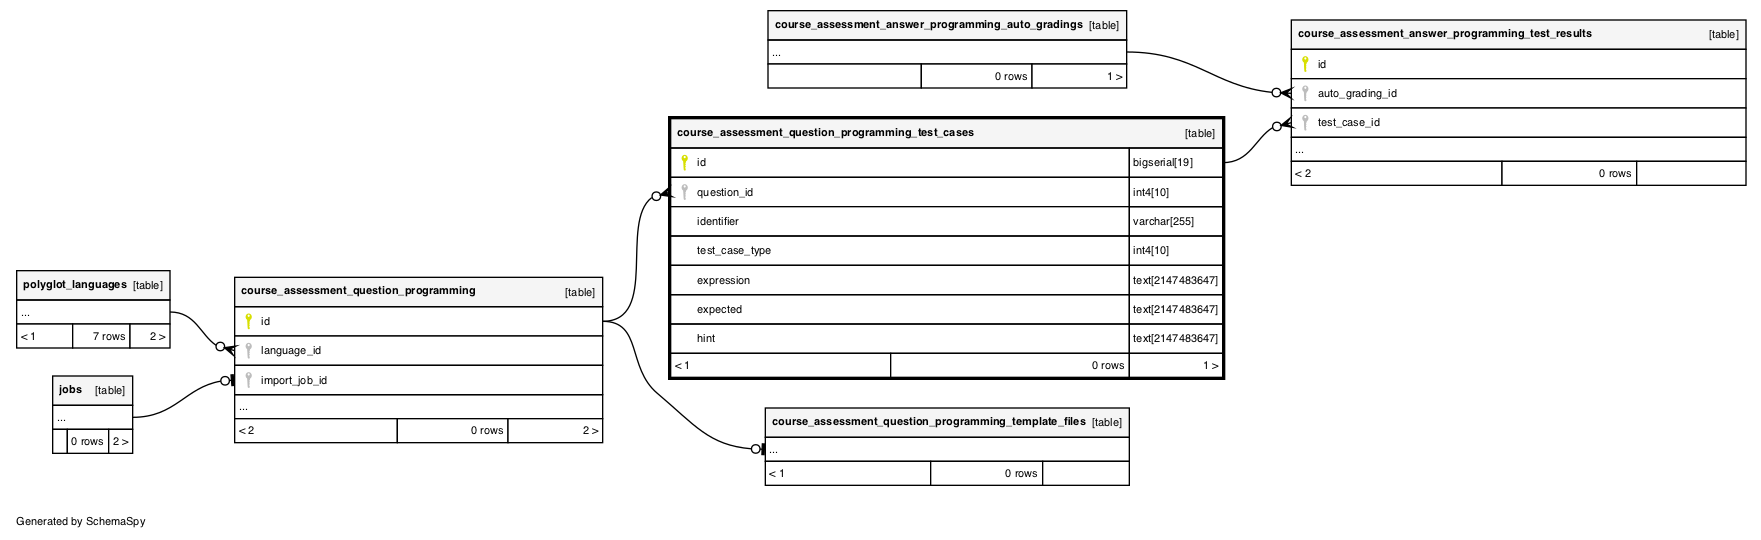 course_assessment_answer_programming_auto_gradings [table]
...
0 rows 1 >
course_assessment_answer_programming_test_results [table]
id
auto_grading_id
test_case_id
...
< 2 0 rows
course_assessment_question_programming_test_cases [table]
id bigserial[19]
question_id int4[10]
identifier varchar[255]
test_case_type int4[10]
expression text[2147483647]
expected text[2147483647]
hint text[2147483647]
< 1 0 rows 1 >
polyglot_languages [table]
...
< 1 7 rows 2 >
course_assessment_question_programming [table]
id
language_id
import_job_id
...
< 2 0 rows 2 >
jobs [table]
...
0 rows 2 >
course_assessment_question_programming_template_files [table]
...
< 1 0 rows
Generated by SchemaSpy